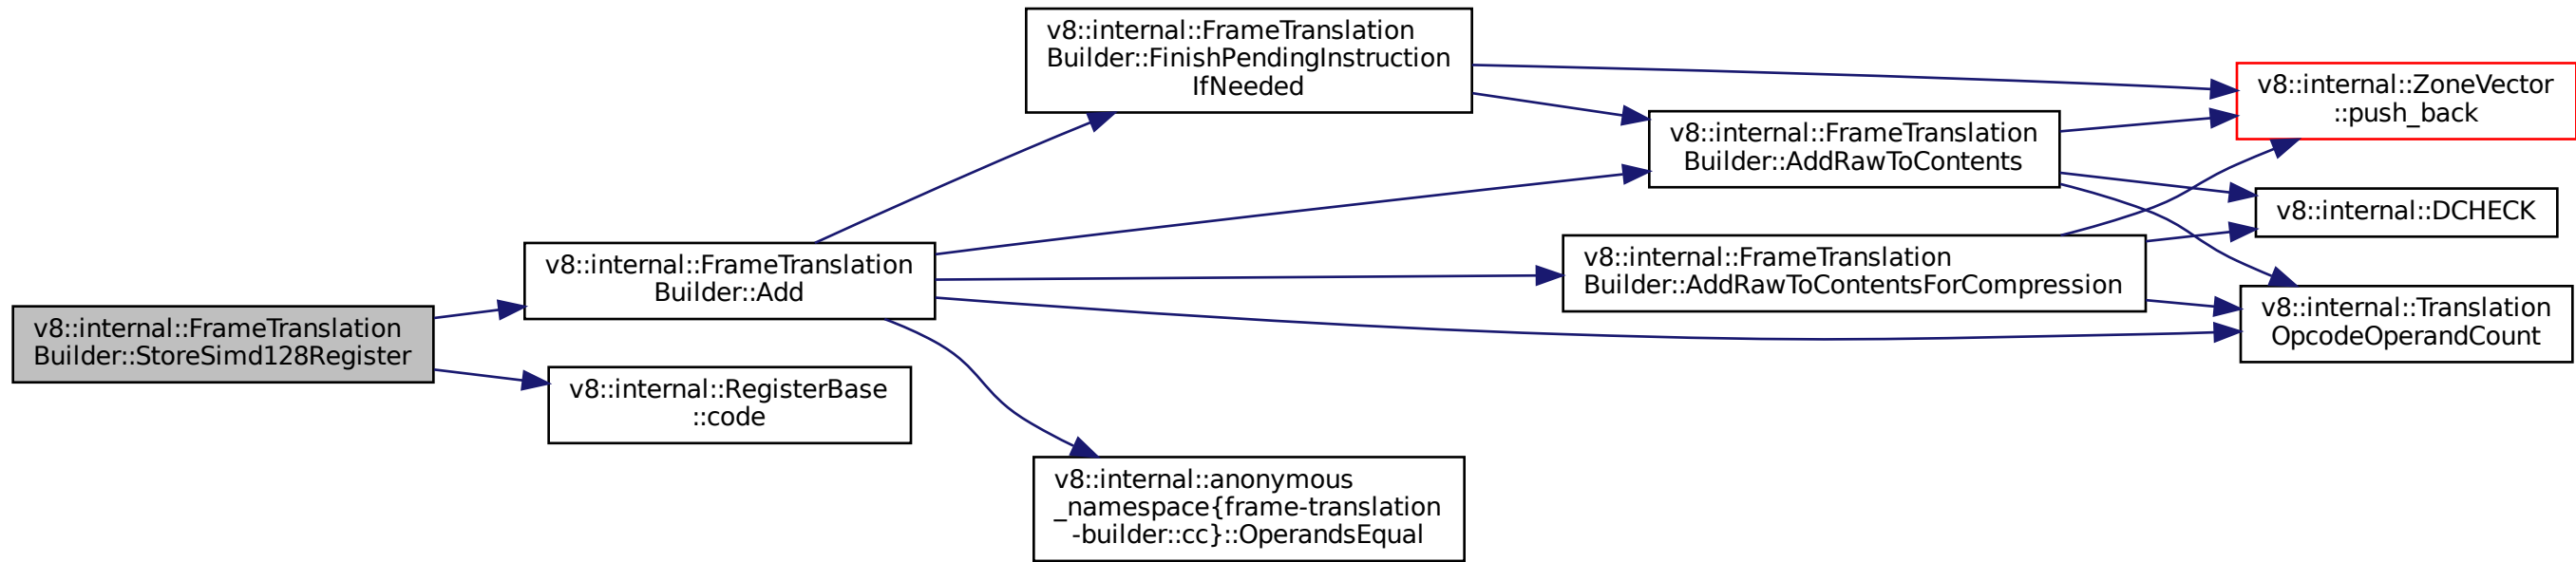 v8::internal::FrameTranslation
Builder::StoreSimd128Register
v8::internal::FrameTranslation
Builder::Add
v8::internal::RegisterBase
::code
v8::internal::FrameTranslation
Builder::FinishPendingInstruction
IfNeeded
v8::internal::anonymous
_namespace{frame-translation
-builder::cc}::OperandsEqual
v8::internal::FrameTranslation
Builder::AddRawToContents
v8::internal::FrameTranslation
Builder::AddRawToContentsForCompression
v8::internal::ZoneVector
::push_back
v8::internal::DCHECK
v8::internal::Translation
OpcodeOperandCount